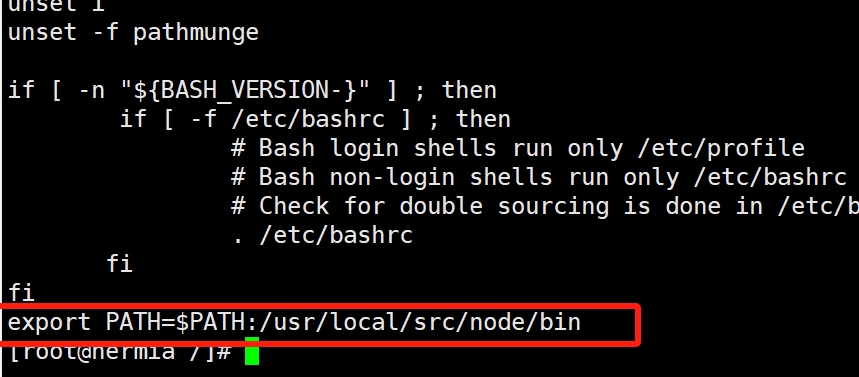 unset i
unset -f pathmunge
if [ -n "${BASH_VERSION-}" ] ; then
if [ -f /etc/bashrc ] ; then
# Bash login shells run only /etc/profile
# Bash non-login shells run only /etc/bashrc
# Check for double sourcing is done in /etc/b
. /etc/bashrc
fi
fi
export PATH=$PATH:/usr/local/src/node/bin
[root@hermia /]#